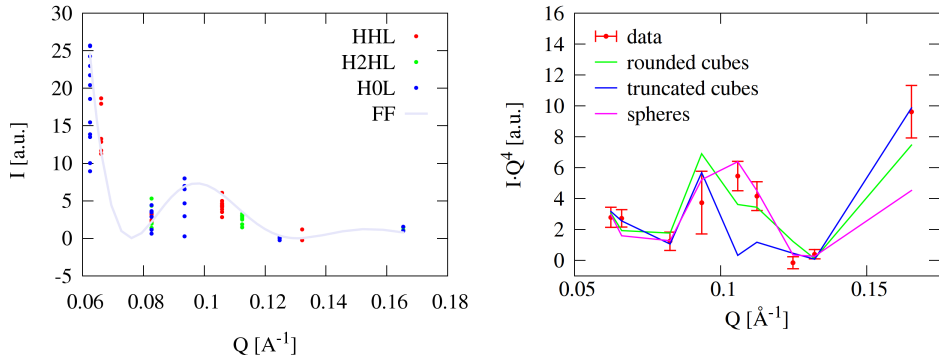 30
25
20
15
10
5
0
-5
I [a.u.]
0.06 0.08 0.1 0.12 0.14 0.16 0.18
Q [A⁻¹]
HHL
H2HL
H0L
FF
16
14
12
10
8
6
4
2
0
I·Q⁴ [a.u.]
0.05 0.1 0.15
Q [Å⁻¹]
data
rounded cubes
truncated cubes
spheres